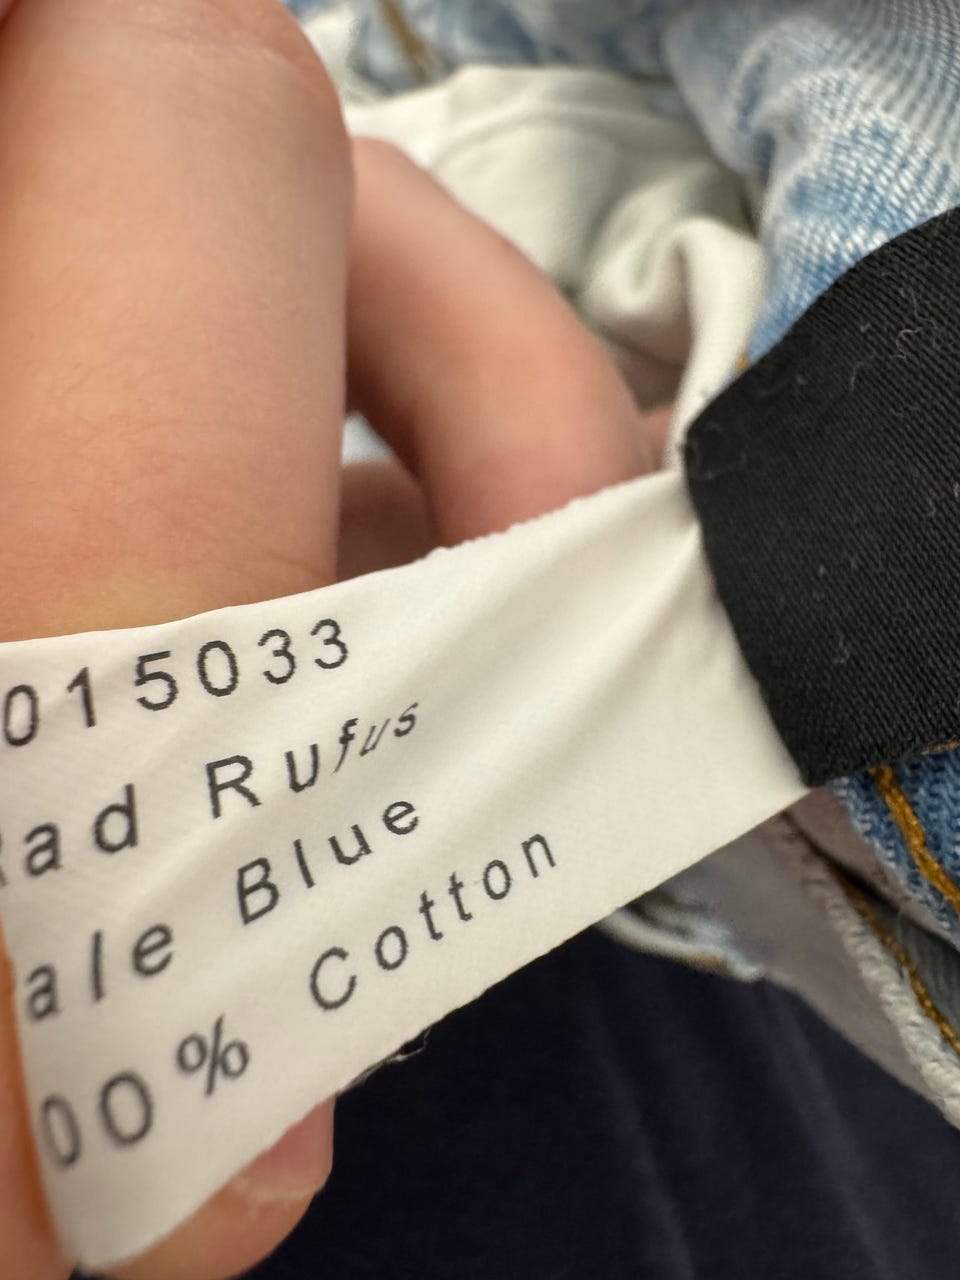 015033
Rad Rufus
ale Blue
00% Cotton